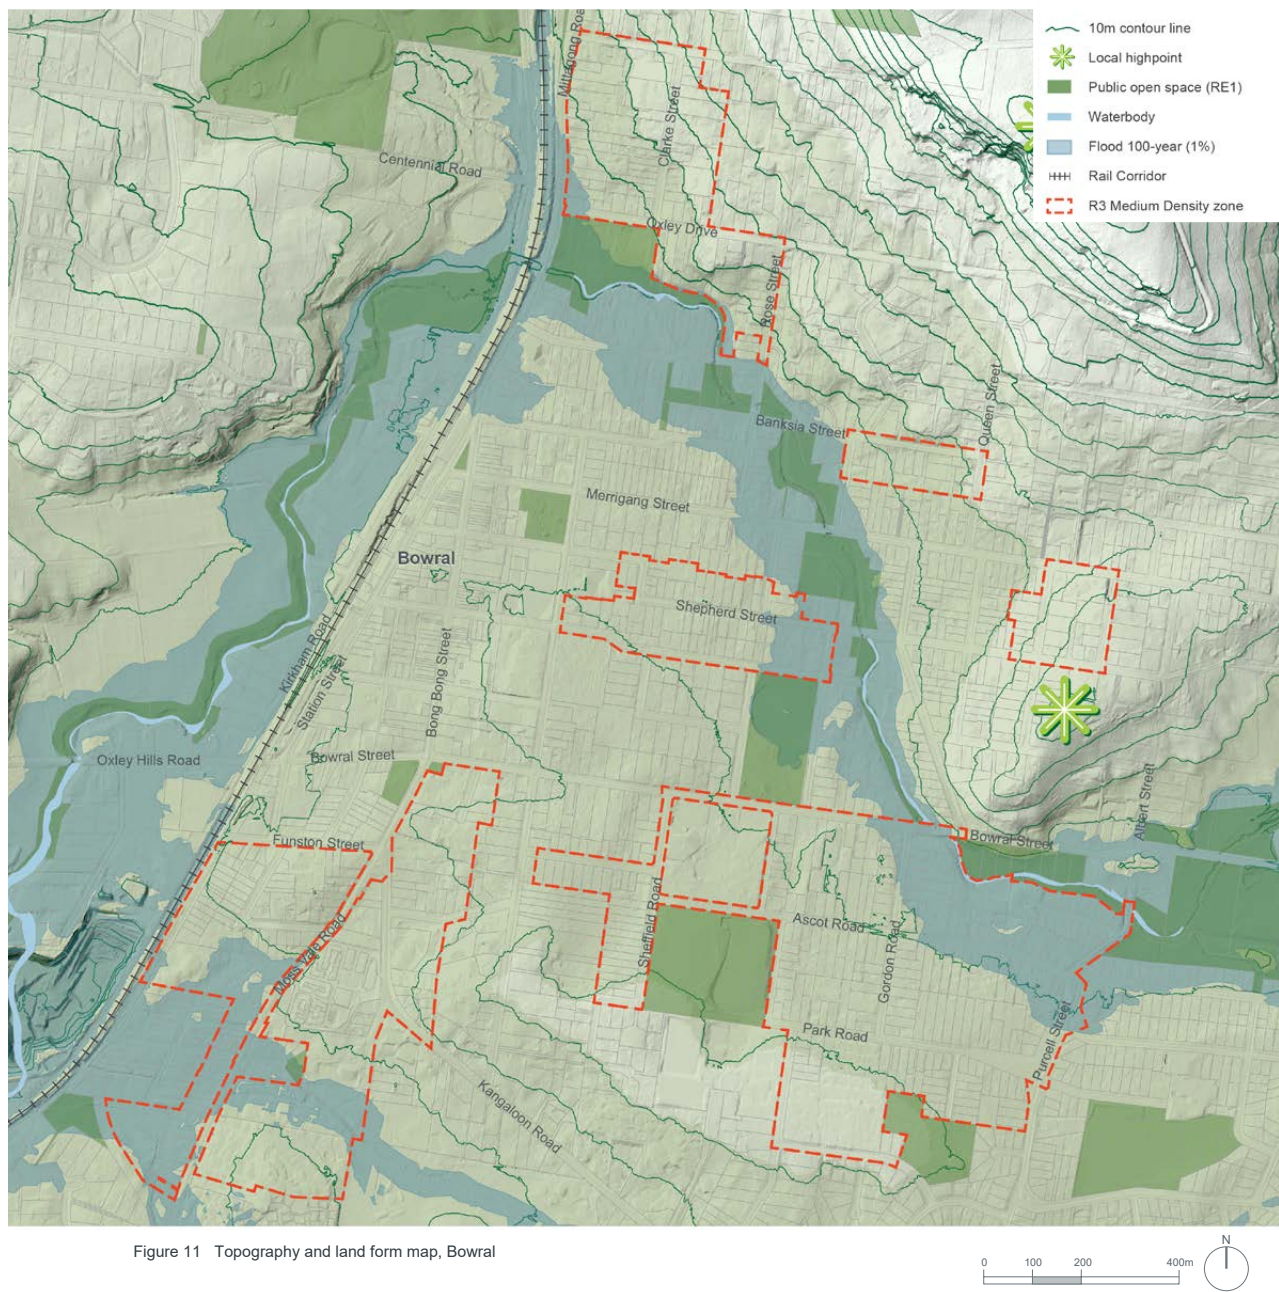 10m contour line
Local highpoint
Public open space (RE1)
Waterbody
Flood 100-year (1%)
Rail Corridor
R3 Medium Density zone
Mittagong Roa
Clarke Street
Centennial Road
Oxley Drive
Rose Street
Queen Street
Banksia Street
Merrigang Street
Bowral
Shepherd Street
Kirkham Road
Station Street
Bong Bong Street
Oxley Hills Road
Bowral Street
Albert Street
Funston Street
Bowral Street
Sheffield Road
Ascot Road
Gordon Road
Moss Vale Road
Park Road
Purcell Street
Kangaloon Road
Figure 11 Topography and land form map, Bowral
N
0 100 200 400m